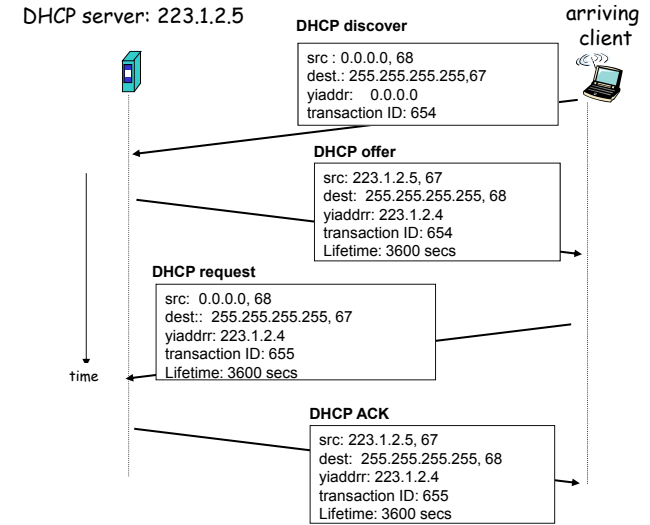 DHCP server: 223.1.2.5
arriving
client
DHCP discover
src : 0.0.0.0, 68
dest.: 255.255.255.255,67
yiaddr: 0.0.0.0
transaction ID: 654
DHCP offer
src: 223.1.2.5, 67
dest: 255.255.255.255, 68
yiaddrr: 223.1.2.4
transaction ID: 654
Lifetime: 3600 secs
DHCP request
src: 0.0.0.0, 68
dest:: 255.255.255.255, 67
yiaddrr: 223.1.2.4
transaction ID: 655
Lifetime: 3600 secs
time
DHCP ACK
src: 223.1.2.5, 67
dest: 255.255.255.255, 68
yiaddrr: 223.1.2.4
transaction ID: 655
Lifetime: 3600 secs